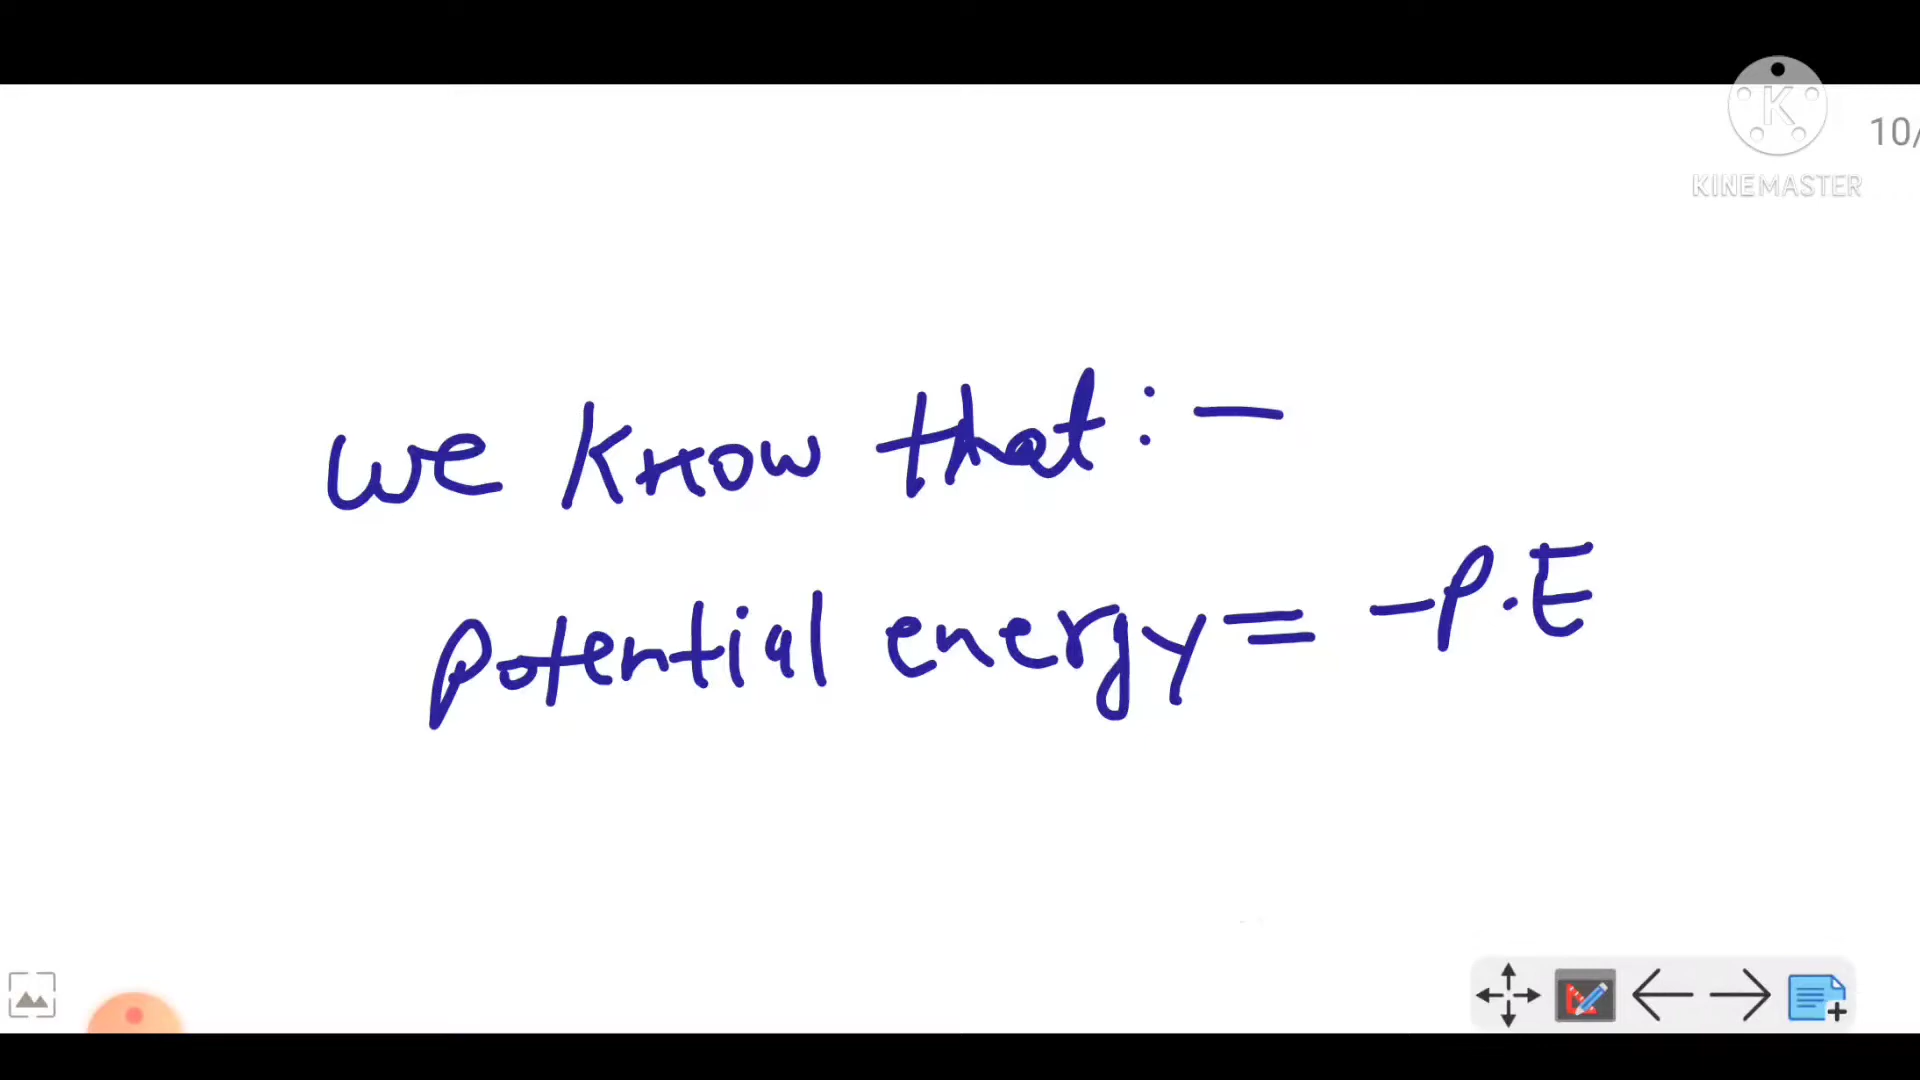 10/
KINEMASTER
we know that:-
potential energy = -P.E